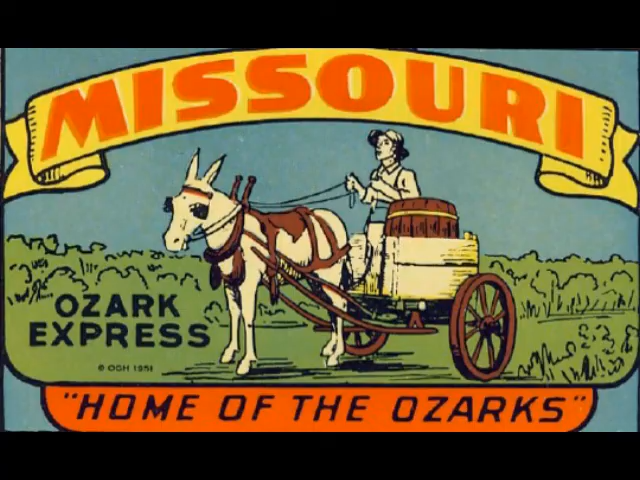 MISSOURI
OZARK
EXPRESS
© OGH 1951
"HOME OF THE OZARKS"